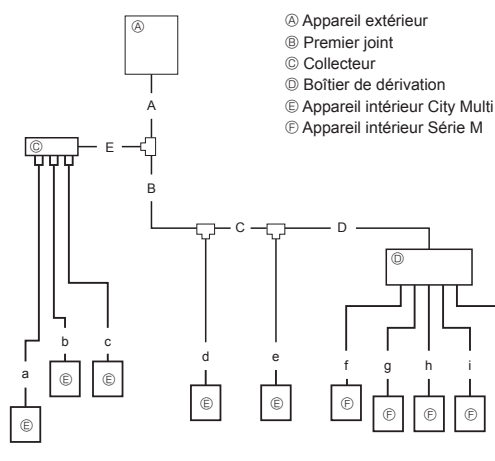 Ⓐ
Ⓐ Appareil extérieur
Ⓑ Premier joint
Ⓒ Collecteur
Ⓓ Boîtier de dérivation
Ⓔ Appareil intérieur City Multi
Ⓕ Appareil intérieur Série M
A
Ⓒ
E
B
C
D
Ⓓ
a
b
c
d
e
f
g
h
i
Ⓔ
Ⓔ
Ⓔ
Ⓔ
Ⓔ
Ⓕ
Ⓕ
Ⓕ
Ⓕ